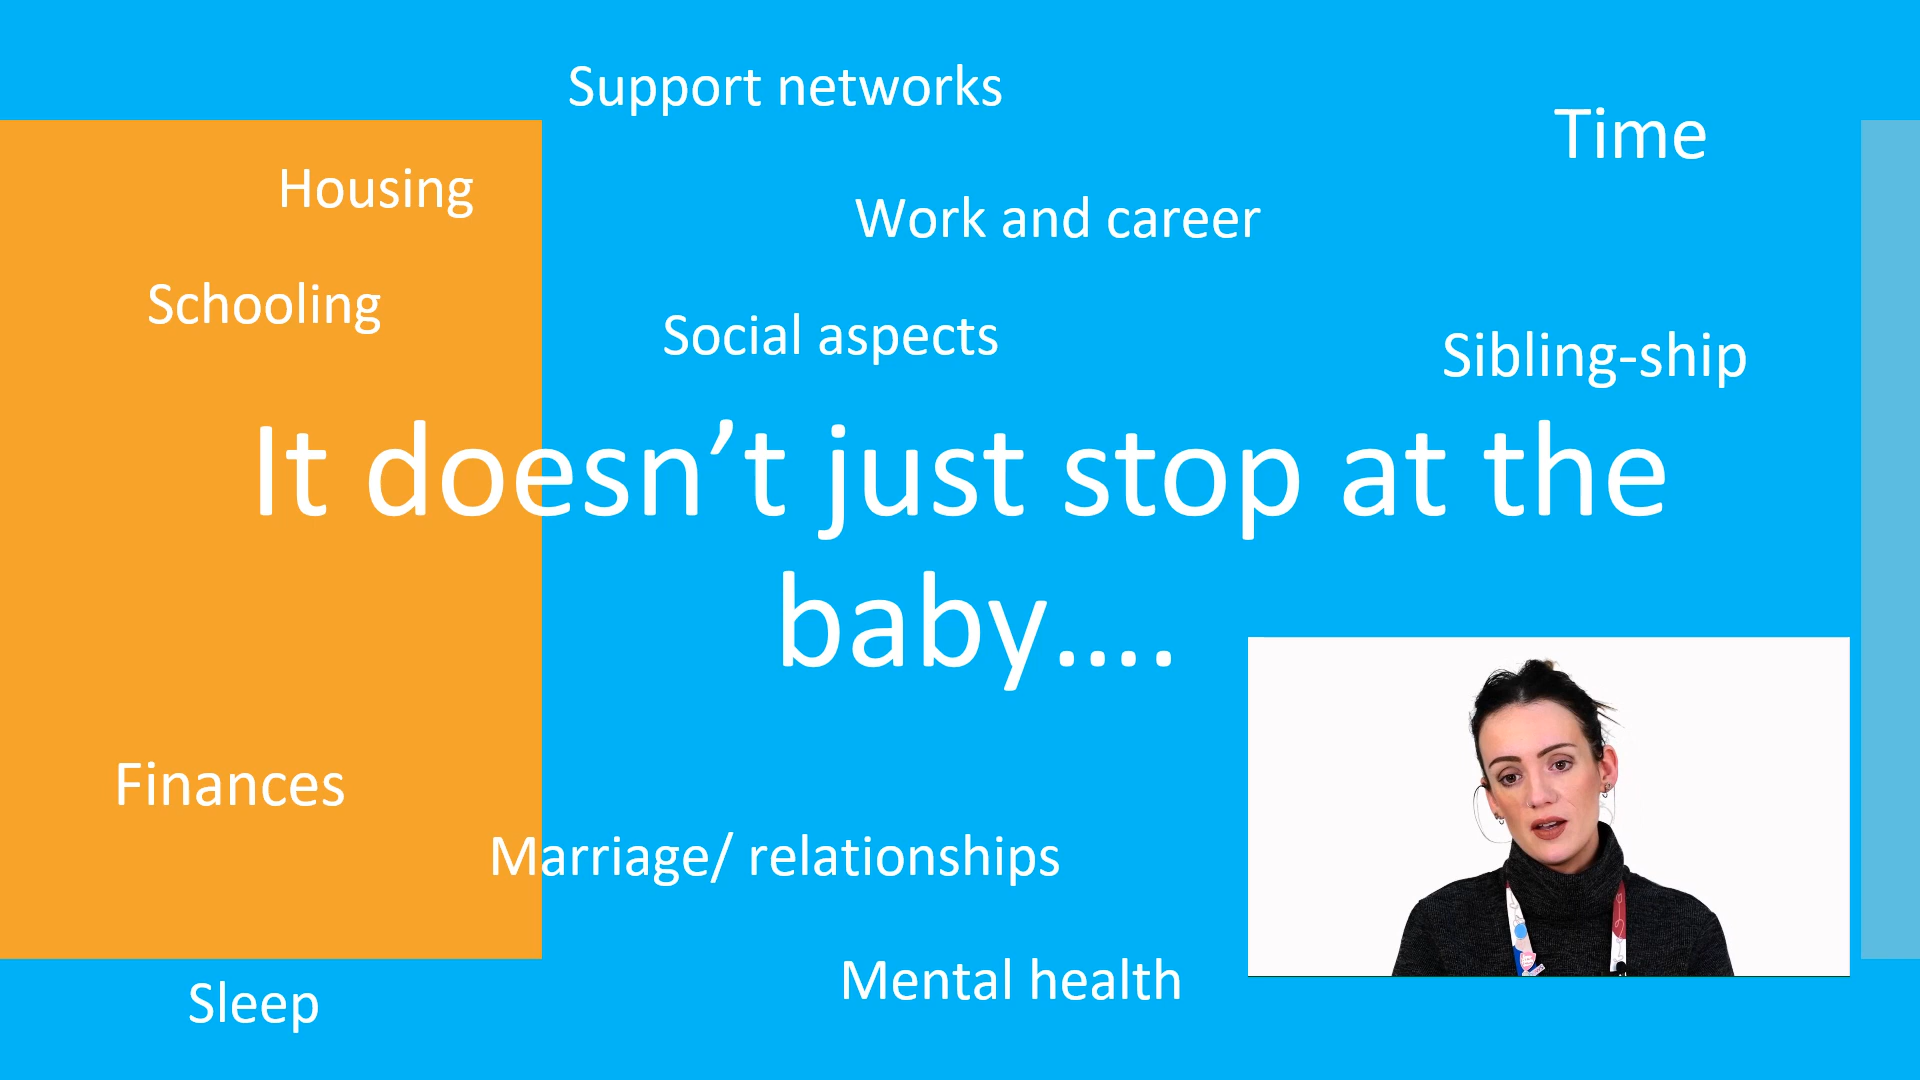 Support networks
Time
Housing
Work and career
Schooling
Social aspects
Sibling-ship
It doesn’t just stop at the
baby....
Finances
Marriage/ relationships
Mental health
Sleep